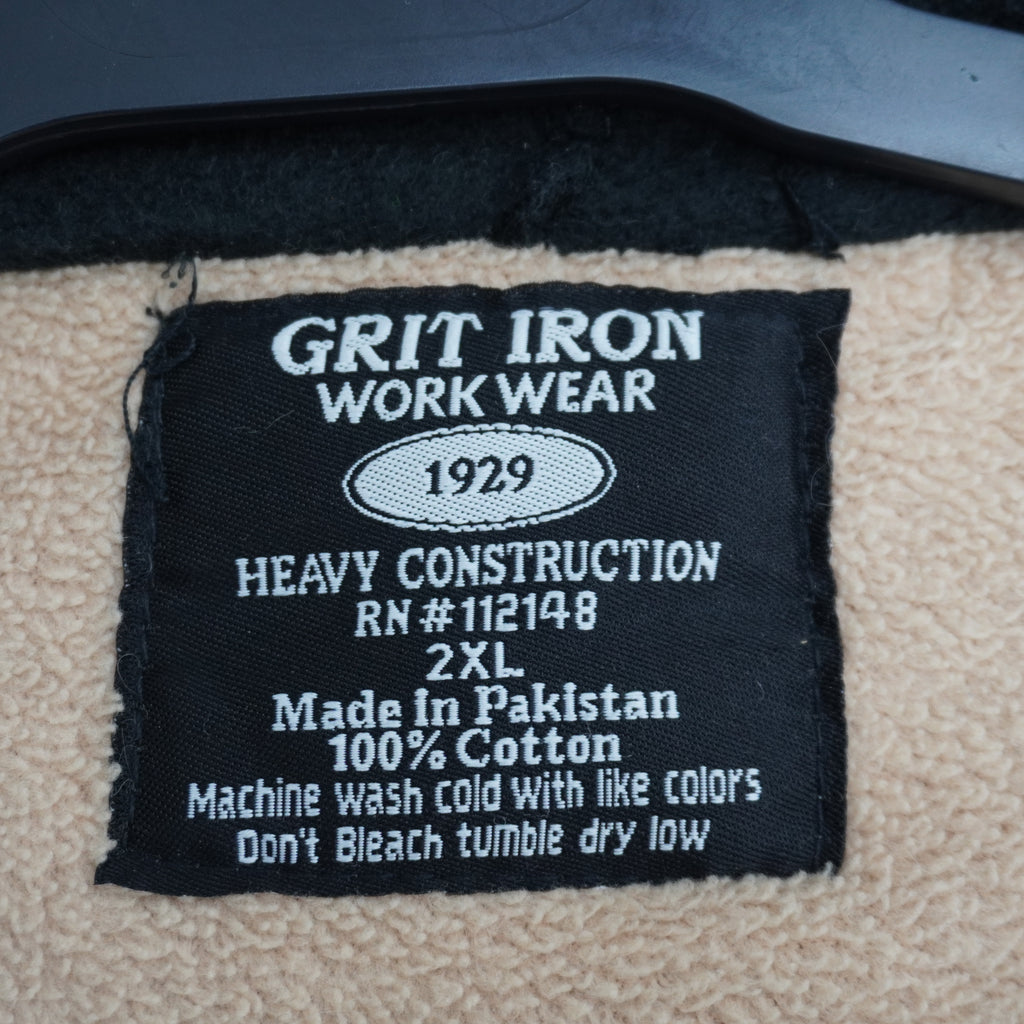 GRIT IRON
WORK WEAR
1929
HEAVY CONSTRUCTION
RN #112148
2XL
Made in Pakistan
100% Cotton
Machine wash cold with like colors
Don't Bleach tumble dry low